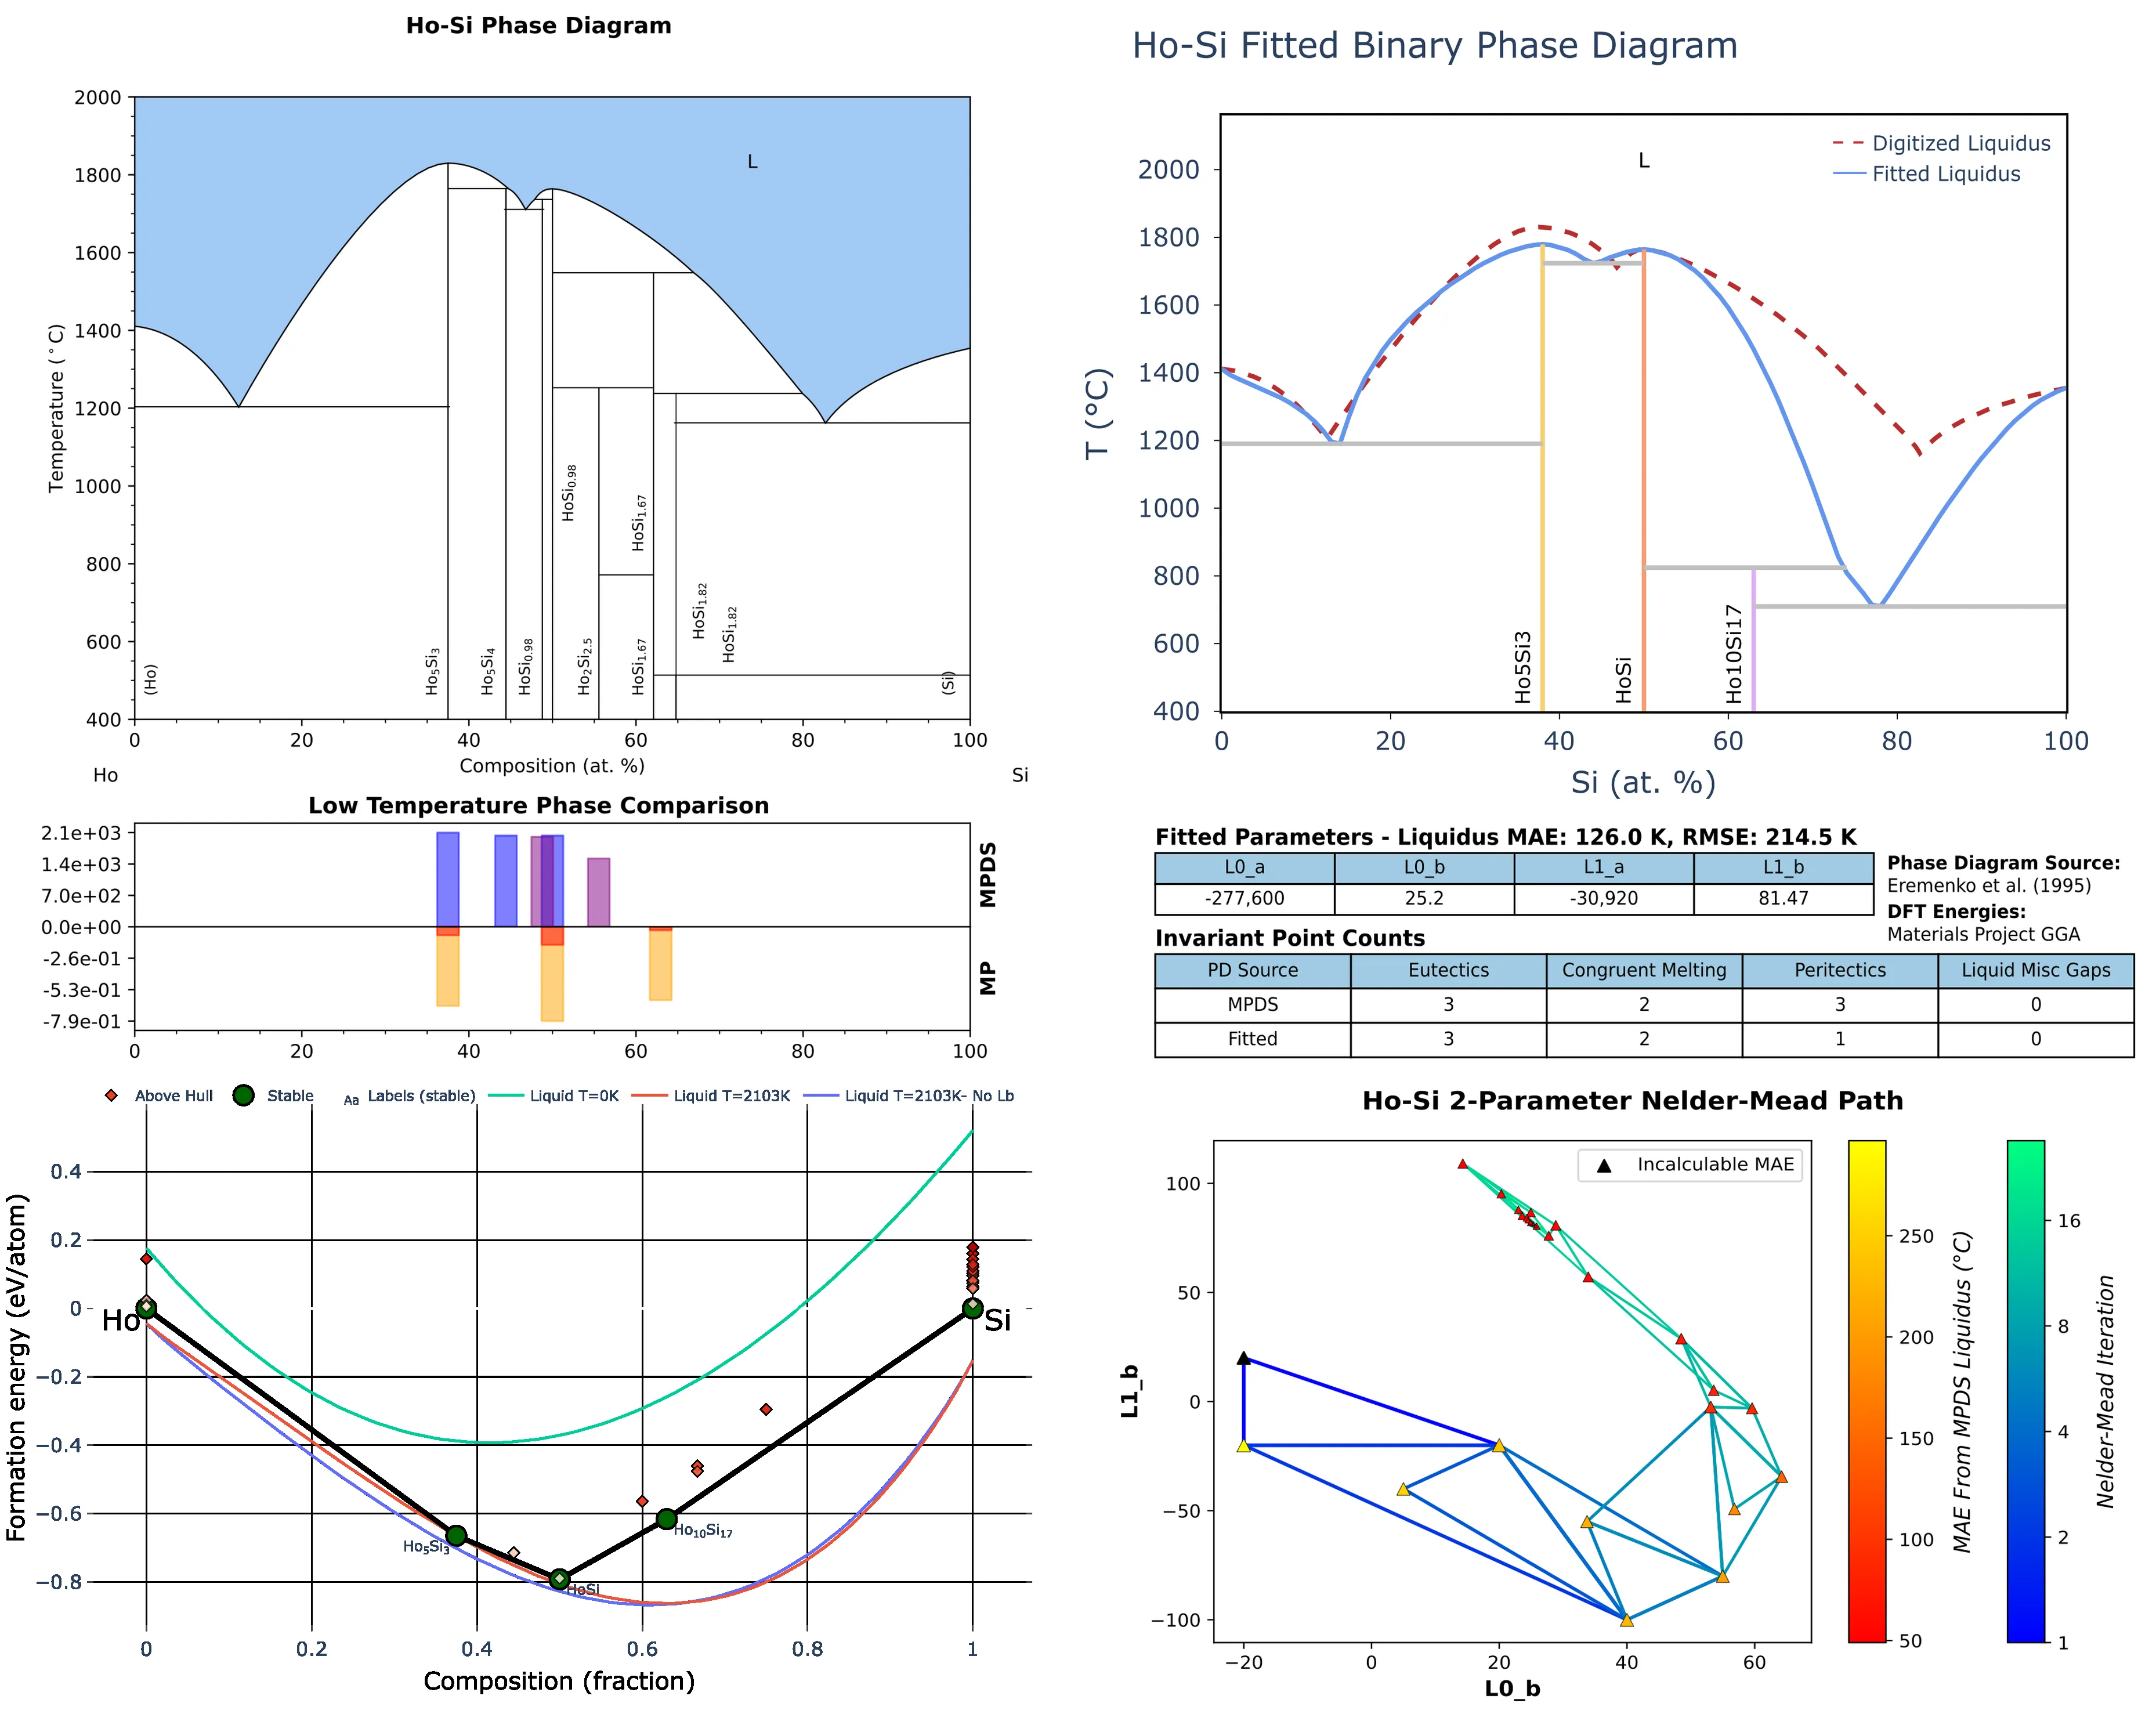 Ho-Si Phase Diagram
2000
1800
1600
1400
1200
1000
800
600
400
Temperature (°C)
L
(Ho)
Ho5Si3
Ho5Si4
HoSi0.98
HoSi0.98
Ho2Si2.5
HoSi1.67
HoSi1.67
HoSi1.82
HoSi1.82
(Si)
0 20 40 60 80 100
Composition (at. %)
Ho Si
Ho-Si Fitted Binary Phase Diagram
Digitized Liquidus
Fitted Liquidus
L
2000
1800
1600
1400
1200
1000
800
600
400
T (°C)
Ho5Si3
HoSi
Ho10Si17
0 20 40 60 80 100
Si (at. %)
Low Temperature Phase Comparison
2.1e+03
1.4e+03
7.0e+02
0.0e+00
-2.6e-01
-5.3e-01
-7.9e-01
MPDS
MP
0 20 40 60 80 100
Fitted Parameters - Liquidus MAE: 126.0 K, RMSE: 214.5 K
L0_a L0_b L1_a L1_b
-277,600 25.2 -30,920 81.47
Phase Diagram Source:
Eremenko et al. (1995)
DFT Energies:
Materials Project GGA
Invariant Point Counts
PD Source Eutectics Congruent Melting Peritectics Liquid Misc Gaps
MPDS 3 2 3 0
Fitted 3 2 1 0
Above Hull Stable Aa Labels (stable) Liquid T=0K Liquid T=2103K Liquid T=2103K- No Lb
0.4
0.2
0
−0.2
−0.4
−0.6
−0.8
Formation energy (eV/atom)
Ho
Si
Ho5Si3
HoSi
Ho10Si17
0 0.2 0.4 0.6 0.8 1
Composition (fraction)
Ho-Si 2-Parameter Nelder-Mead Path
Incalculable MAE
100
50
0
−50
−100
L1_b
−20 0 20 40 60
L0_b
250
200
150
100
50
MAE From MPDS Liquidus (°C)
16
8
4
2
1
Nelder-Mead Iteration